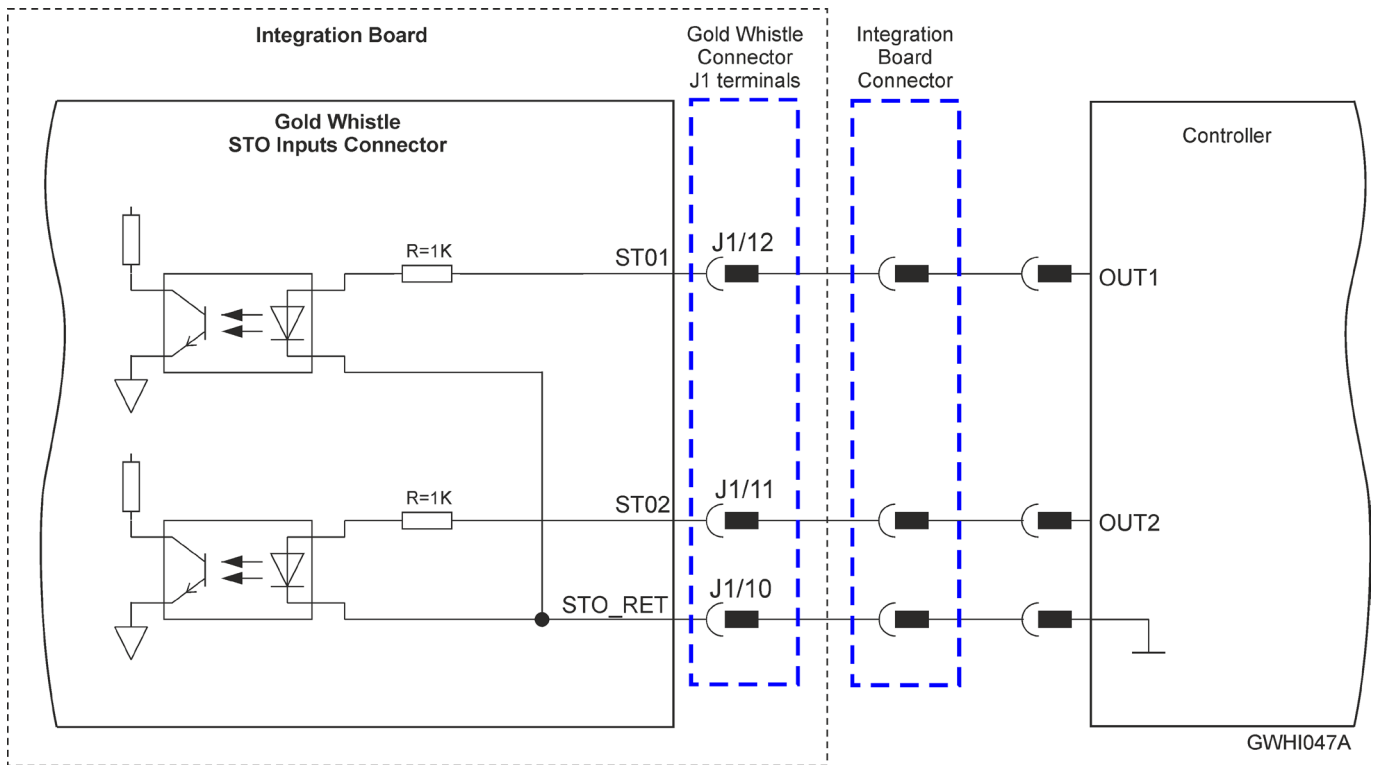 Integration Board
Gold Whistle
Connector
J1 terminals
Integration
Board
Connector
Gold Whistle
STO Inputs Connector
Controller
R=1K
ST01
J1/12
OUT1
R=1K
ST02
J1/11
OUT2
STO_RET
J1/10
GWHI047A